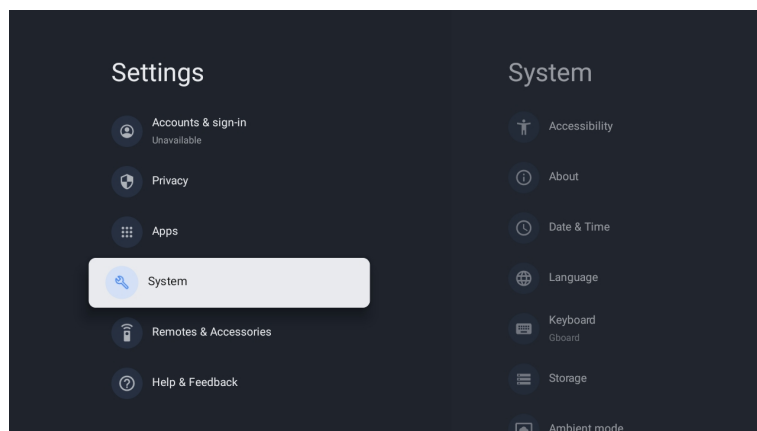 Settings
Accounts & sign-in
Unavailable
Privacy
Apps
System
Remotes & Accessories
Help & Feedback
System
Accessibility
About
Date & Time
Language
Keyboard
Gboard
Storage
Ambient mode